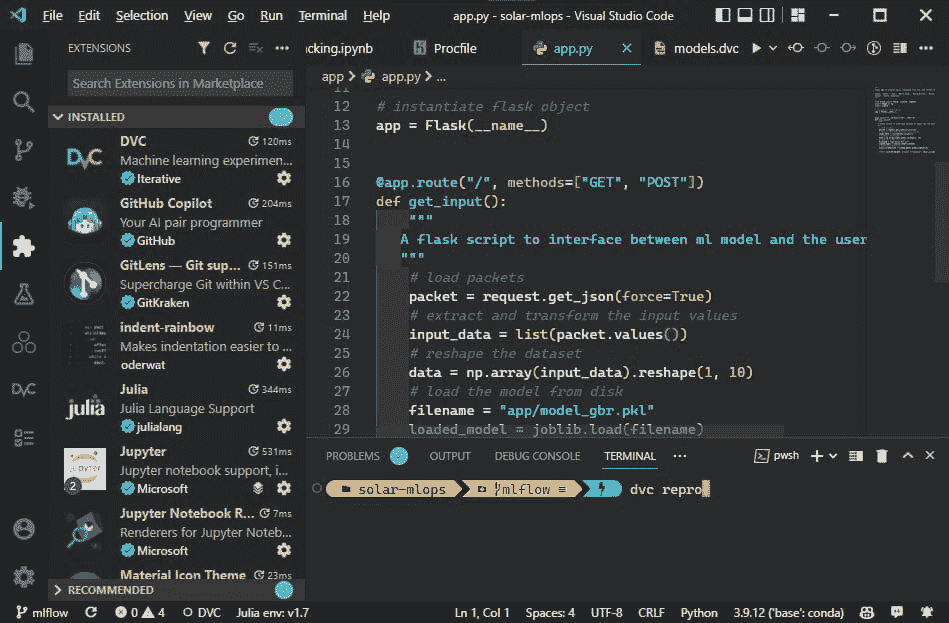 File Edit Selection View Go Run Terminal Help app.py - solar-mlops - Visual Studio Code
EXTENSIONS
Search Extensions in Marketplace
INSTALLED
DVC 120ms
Machine learning experimen...
Iterative
GitHub Copilot 204ms
Your AI pair programmer
GitHub
GitLens — Git sup... 151ms
Supercharge Git within VS C...
GitKraken
indent-rainbow 11ms
Makes indentation easier to ...
oderwat
julia
Julia 344ms
Julia Language Support
julialang
Jupyter 531ms
Jupyter notebook support, i...
Microsoft
2
Jupyter Notebook R... 7ms
Renderers for Jupyter Noteb...
Microsoft
Material Icon Theme 23ms
RECOMMENDED
DVC
acking.ipynb Procfile app.py models.dvc
app > app.py > ...
11
12 # instantiate flask object
13 app = Flask(__name__)
14
15
16 @app.route("/", methods=["GET", "POST"])
17 def get_input():
18 """
19 A flask script to interface between ml model and the user
20 """
21 # load packets
22 packet = request.get_json(force=True)
23 # extract and transform the input values
24 input_data = list(packet.values())
25 # reshape the dataset
26 data = np.array(input_data).reshape(1, 10)
27 # load the model from disk
28 filename = "app/model_gbr.pkl"
29 loaded_model = joblib.load(filename)
PROBLEMS OUTPUT DEBUG CONSOLE TERMINAL ... pwsh
solar-mlops mlflow ≡ dvc repro
mlflow 0 4 DVC Julia env: v1.7 Ln 1, Col 1 Spaces: 4 UTF-8 CRLF Python 3.9.12 ('base': conda)